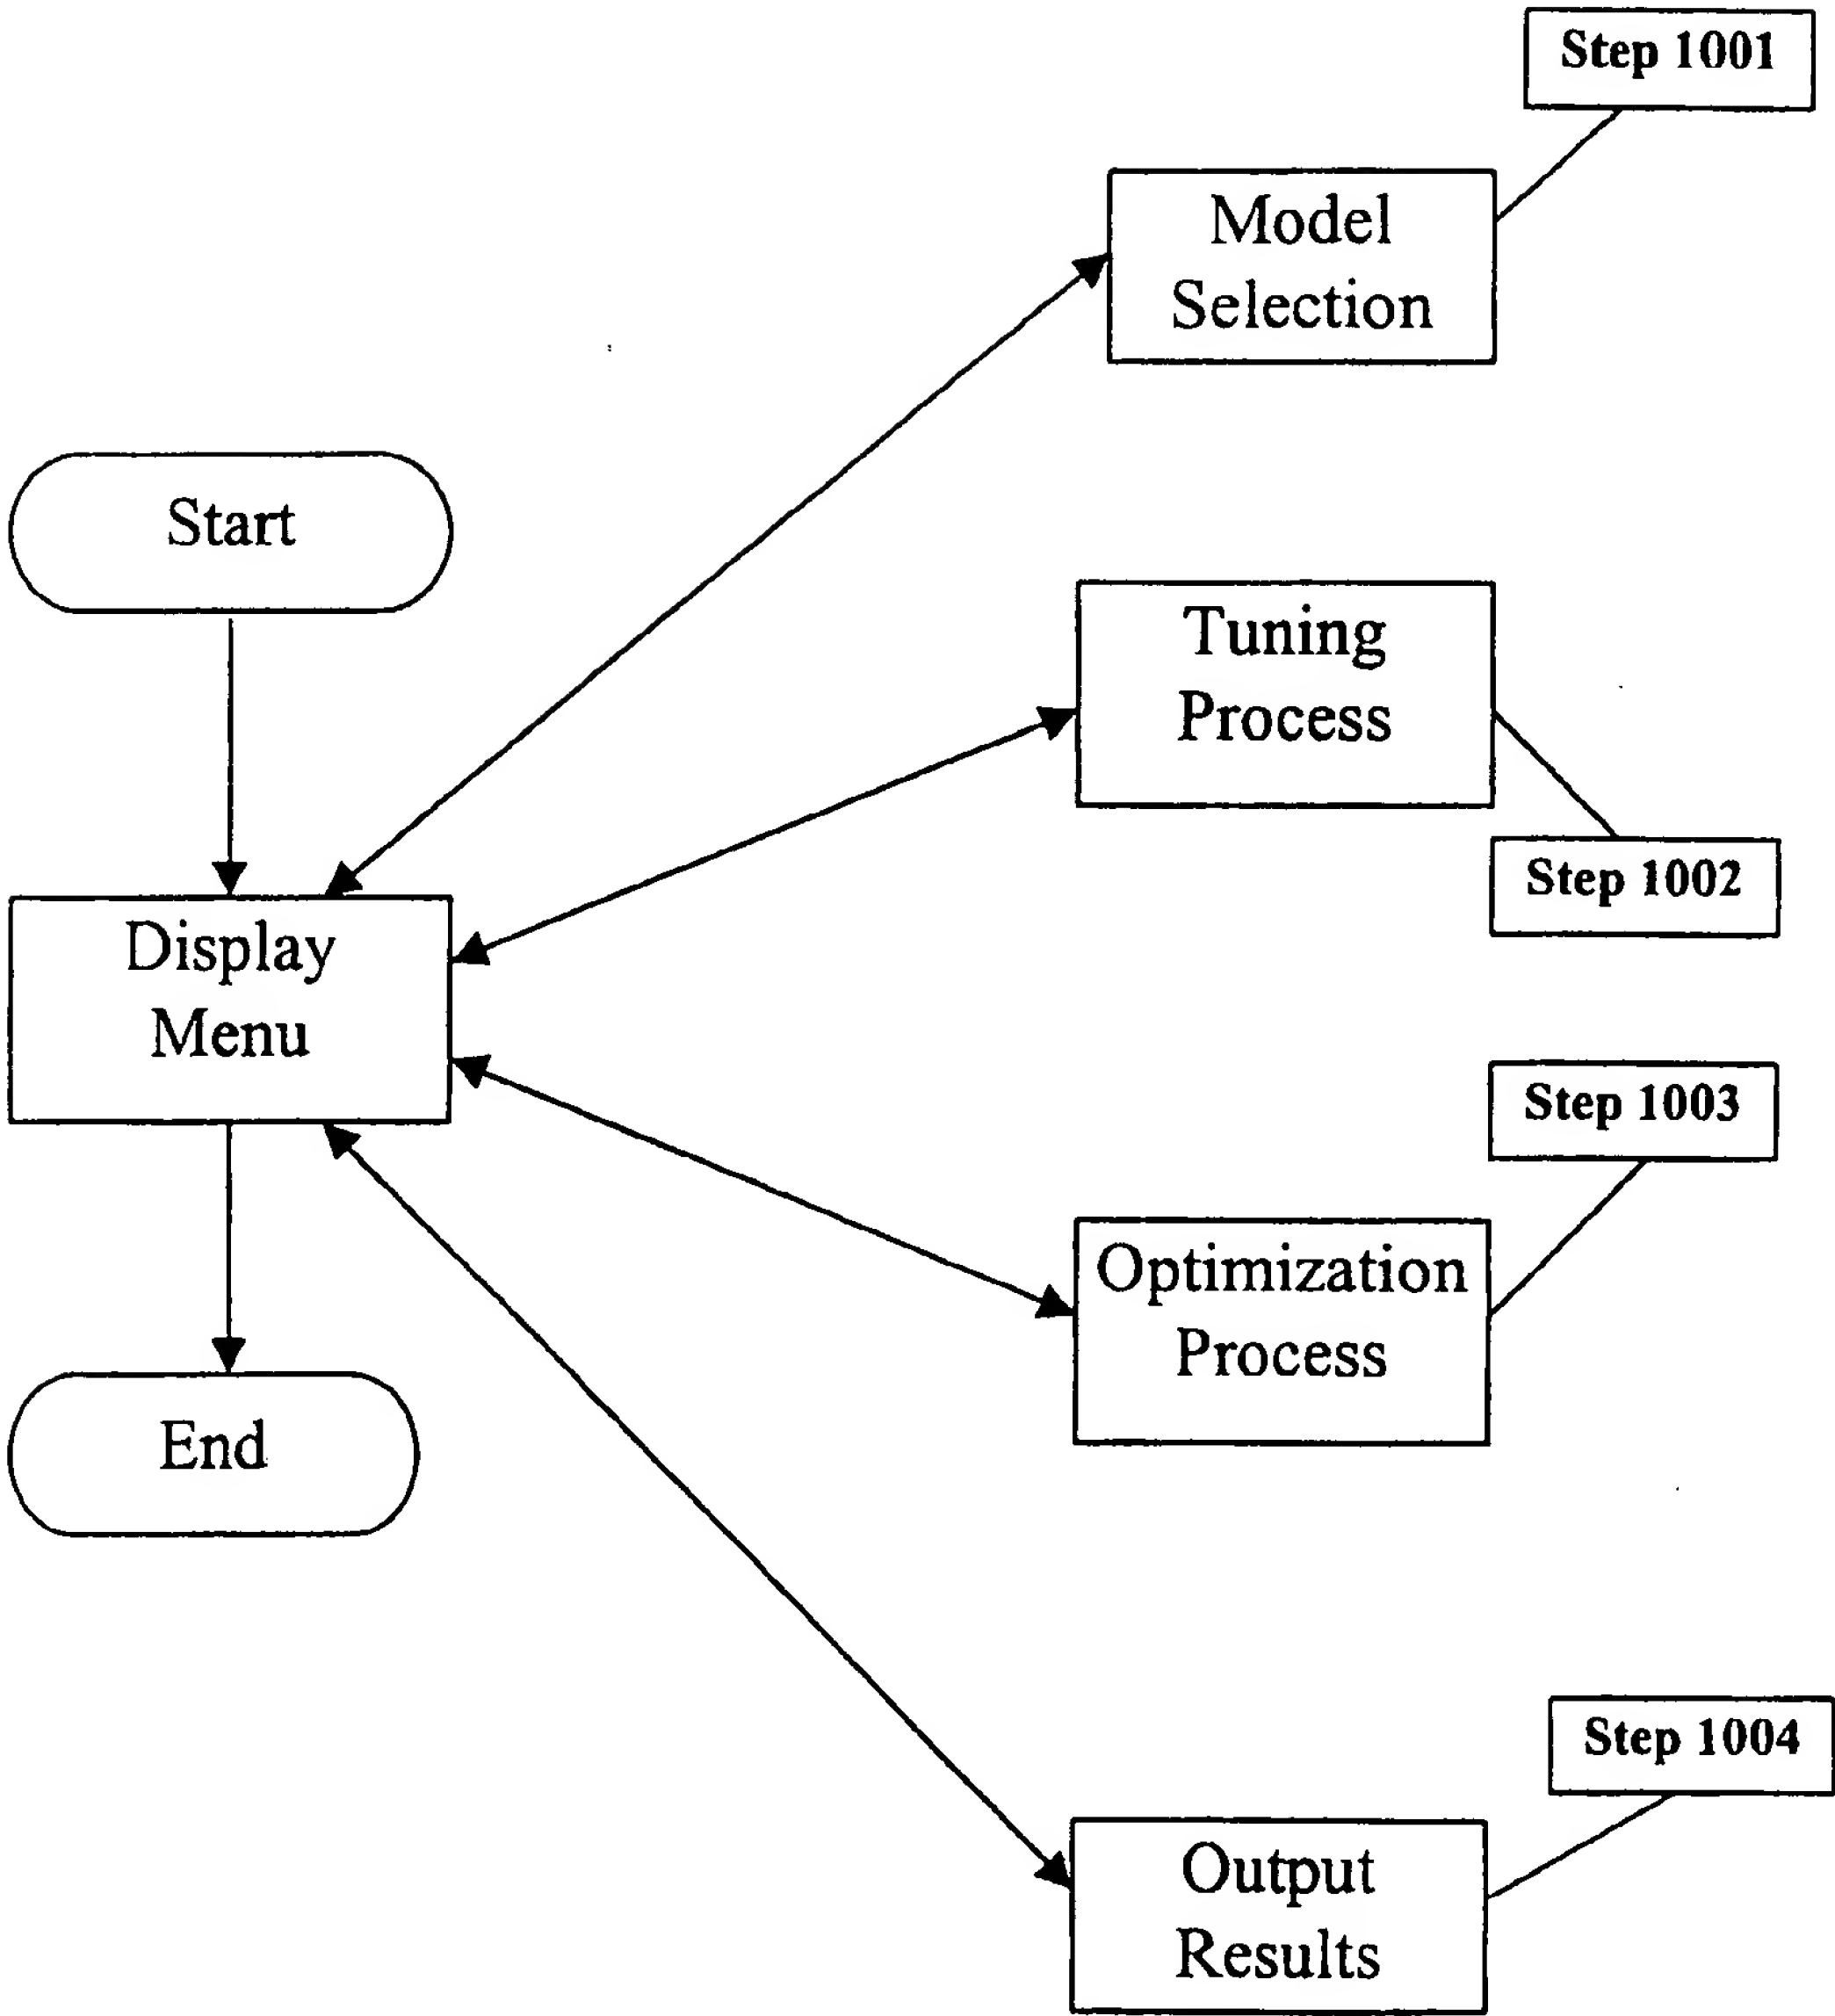 Step 1001
Model
Selection
Start
Tuning
Process
Step 1002
Display
Menu
Step 1003
Optimization
Process
End
Step 1004
Output
Results